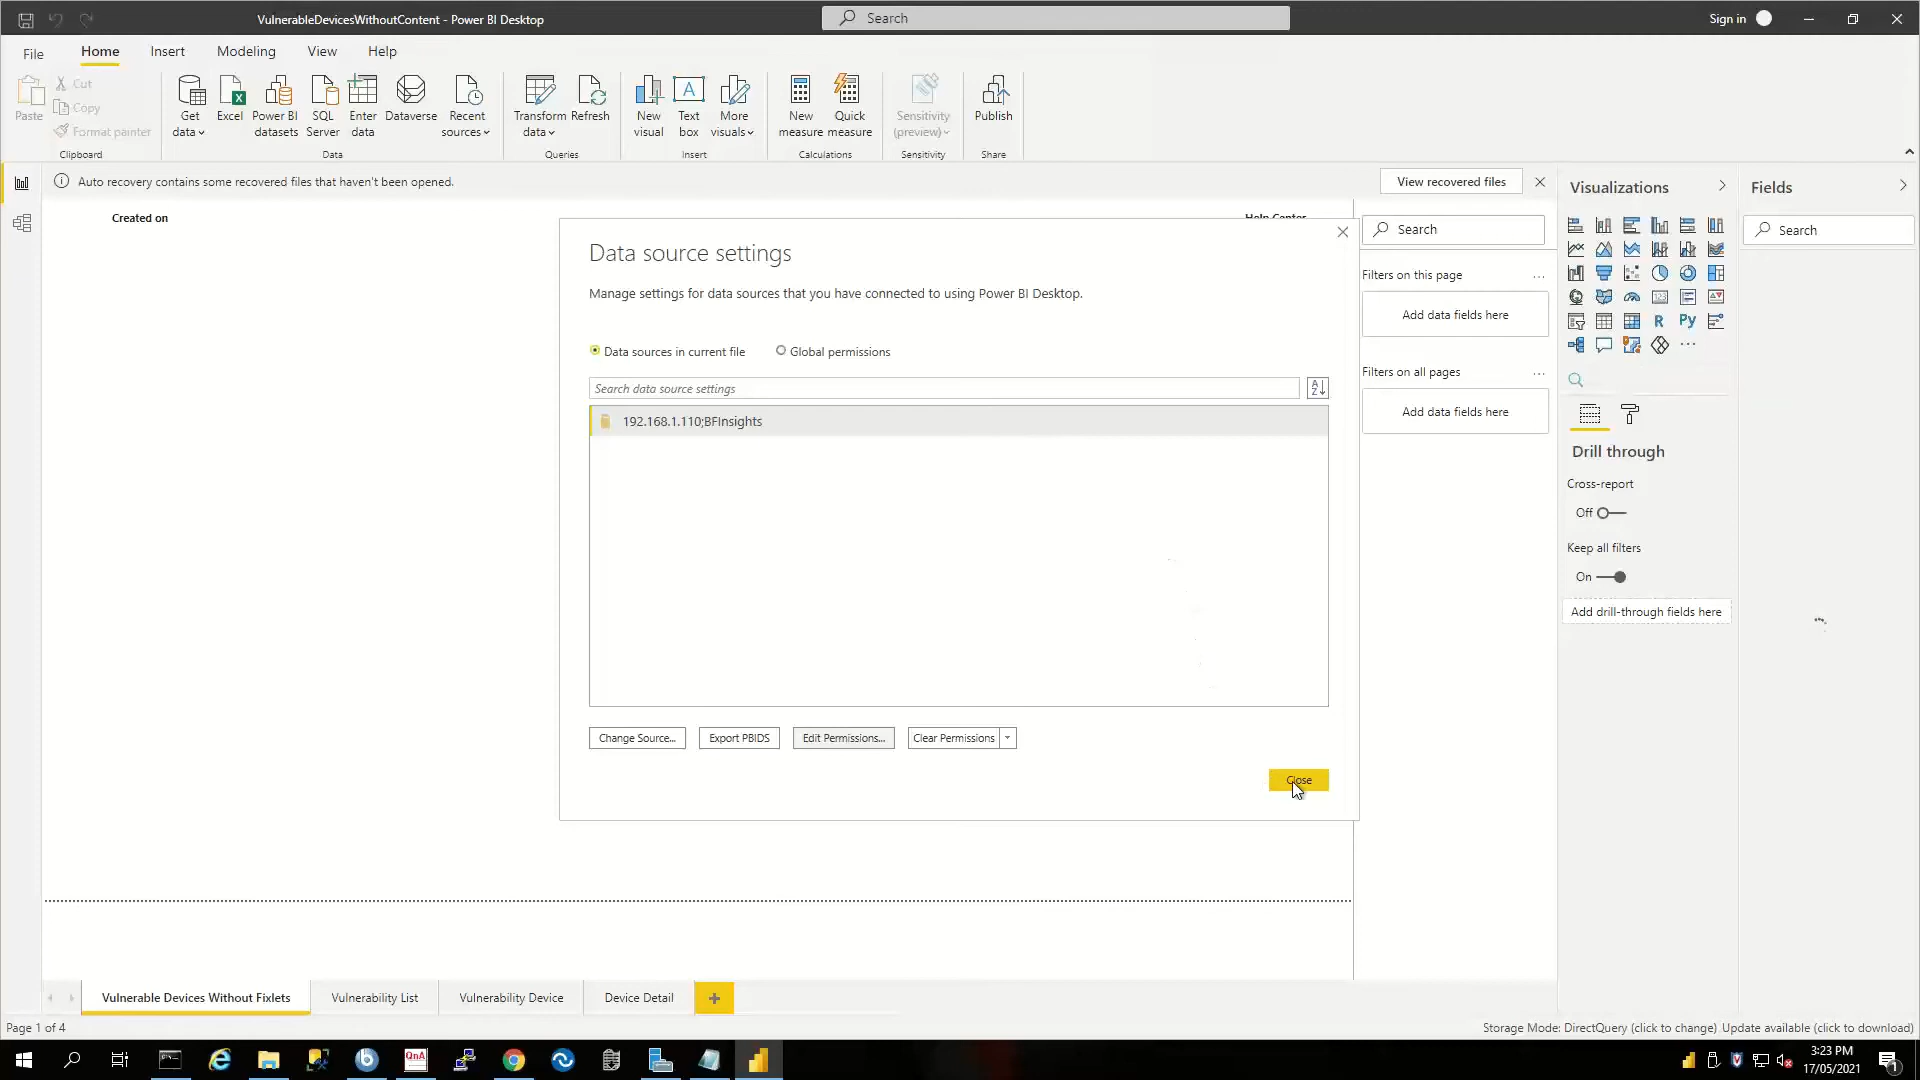 VulnerableDevicesWithoutContent - Power BI Desktop
Search
Sign in
File
Home
Insert
Modeling
View
Help
Paste
Cut
Copy
Format painter
Clipboard
Get data
Excel
Power BI datasets
SQL Server
Enter data
Dataverse
Recent sources
Data
Transform data
Refresh
Queries
New visual
Text box
More visuals
Insert
New measure
Quick measure
Calculations
Sensitivity (preview)
Sensitivity
Publish
Share
Auto recovery contains some recovered files that haven't been opened.
View recovered files
Created on
Help Center
Data source settings
Manage settings for data sources that you have connected to using Power BI Desktop.
Data sources in current file
Global permissions
Search data source settings
192.168.1.110;BFInsights
Change Source...
Export PBIDS
Edit Permissions...
Clear Permissions
Close
Search
Filters on this page
Add data fields here
Filters on all pages
Add data fields here
Visualizations
Drill through
Cross-report
Off
Keep all filters
On
Add drill-through fields here
Fields
Search
Vulnerable Devices Without Fixlets
Vulnerability List
Vulnerability Device
Device Detail
Page 1 of 4
Storage Mode: DirectQuery (click to change)
Update available (click to download)
QnA
3:23 PM
17/05/2021